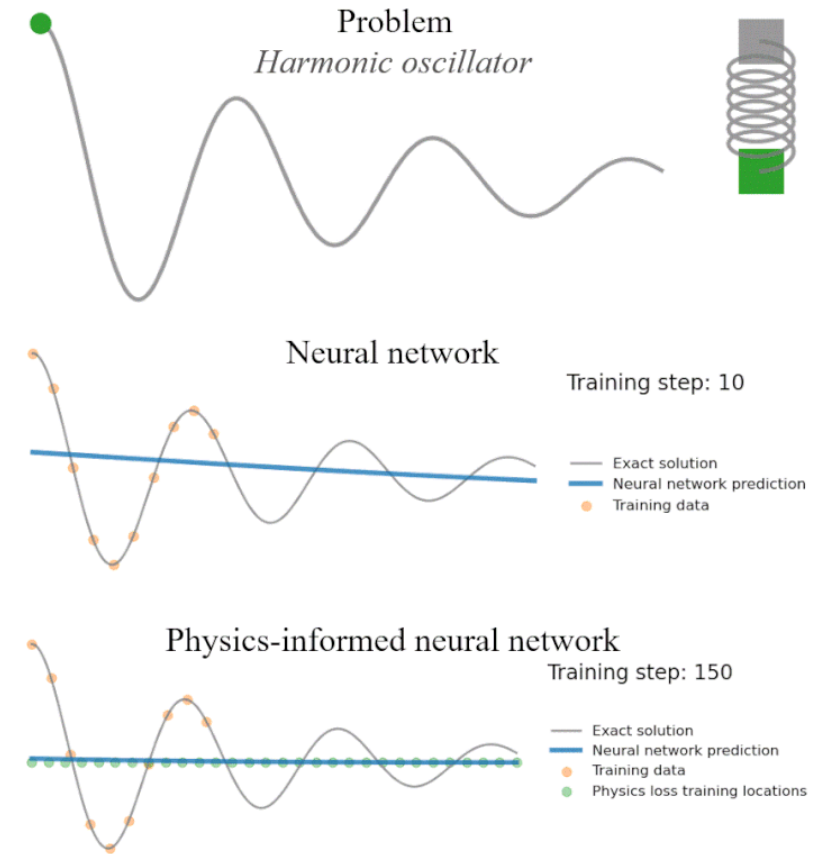 Problem
Harmonic oscillator
Neural network
Training step: 10
Exact solution
Neural network prediction
Training data
Physics-informed neural network
Training step: 150
Exact solution
Neural network prediction
Training data
Physics loss training locations